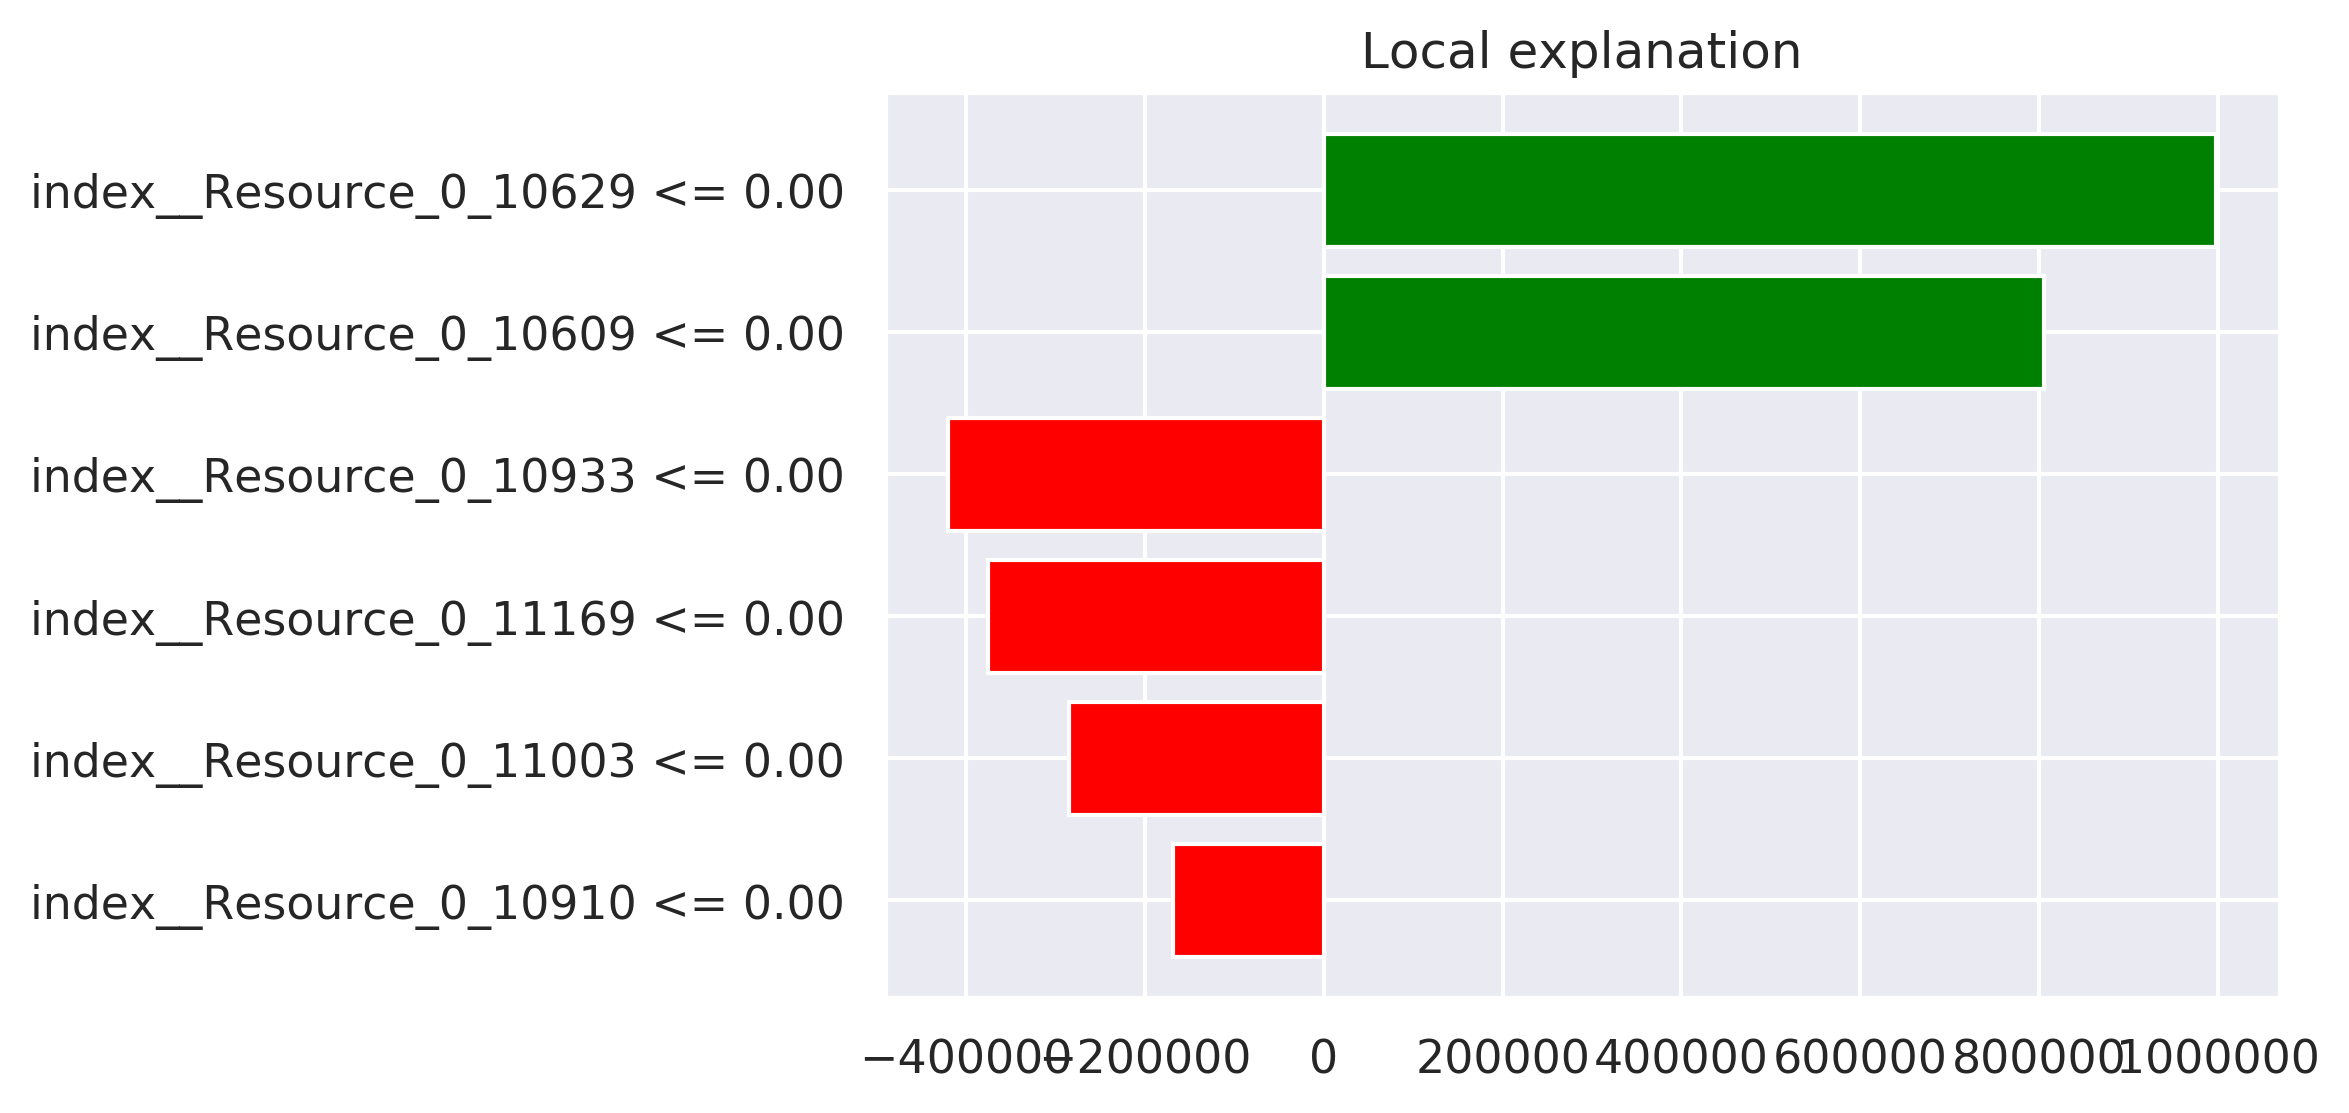 Local explanation
index__Resource_0_10629 <= 0.00
index__Resource_0_10609 <= 0.00
index__Resource_0_10933 <= 0.00
index__Resource_0_11169 <= 0.00
index__Resource_0_11003 <= 0.00
index__Resource_0_10910 <= 0.00
−400000 −200000 0 200000 400000 600000 800000 1000000